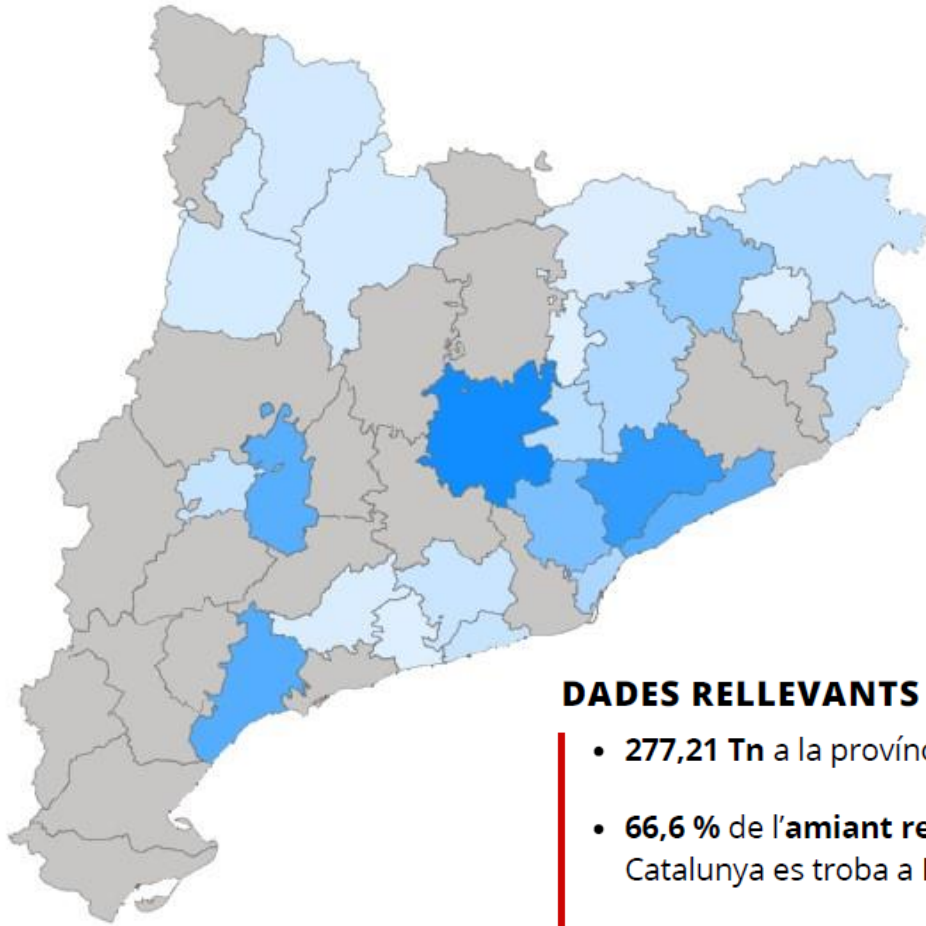 DADES RELLEVANTS
• 277,21 Tn a la provínc
• 66,6 % de l'amiant re
Catalunya es troba a